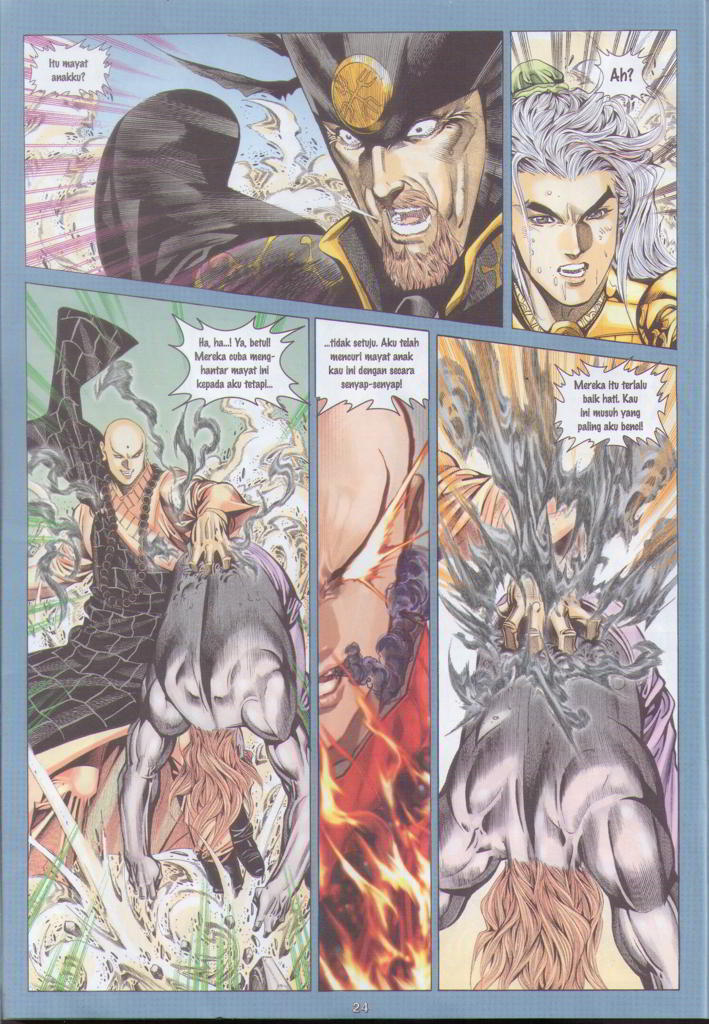 Itu mayat
anakku?
Ah?
Ha, ha...! Ya, betul!
Mereka cuba meng-
hantar mayat ini
kepada aku tetapi...
...tidak setuju. Aku telah
mencuri mayat anak
kau ini dengan secara
senyap-senyap!
Mereka itu terlalu
baik hati. Kau
ini musuh yang
paling aku benci!
24